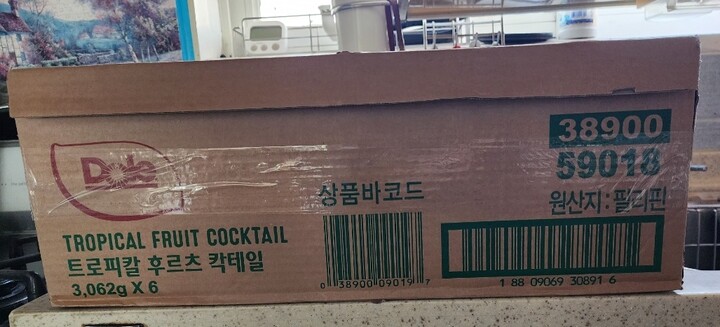 Dole
38900
59018
상품바코드
원산지:필리핀
TROPICAL FRUIT COCKTAIL
트로피칼 후르츠 칵테일
3,062g X 6
0 38900 09019 7
1 88 09069 30891 6